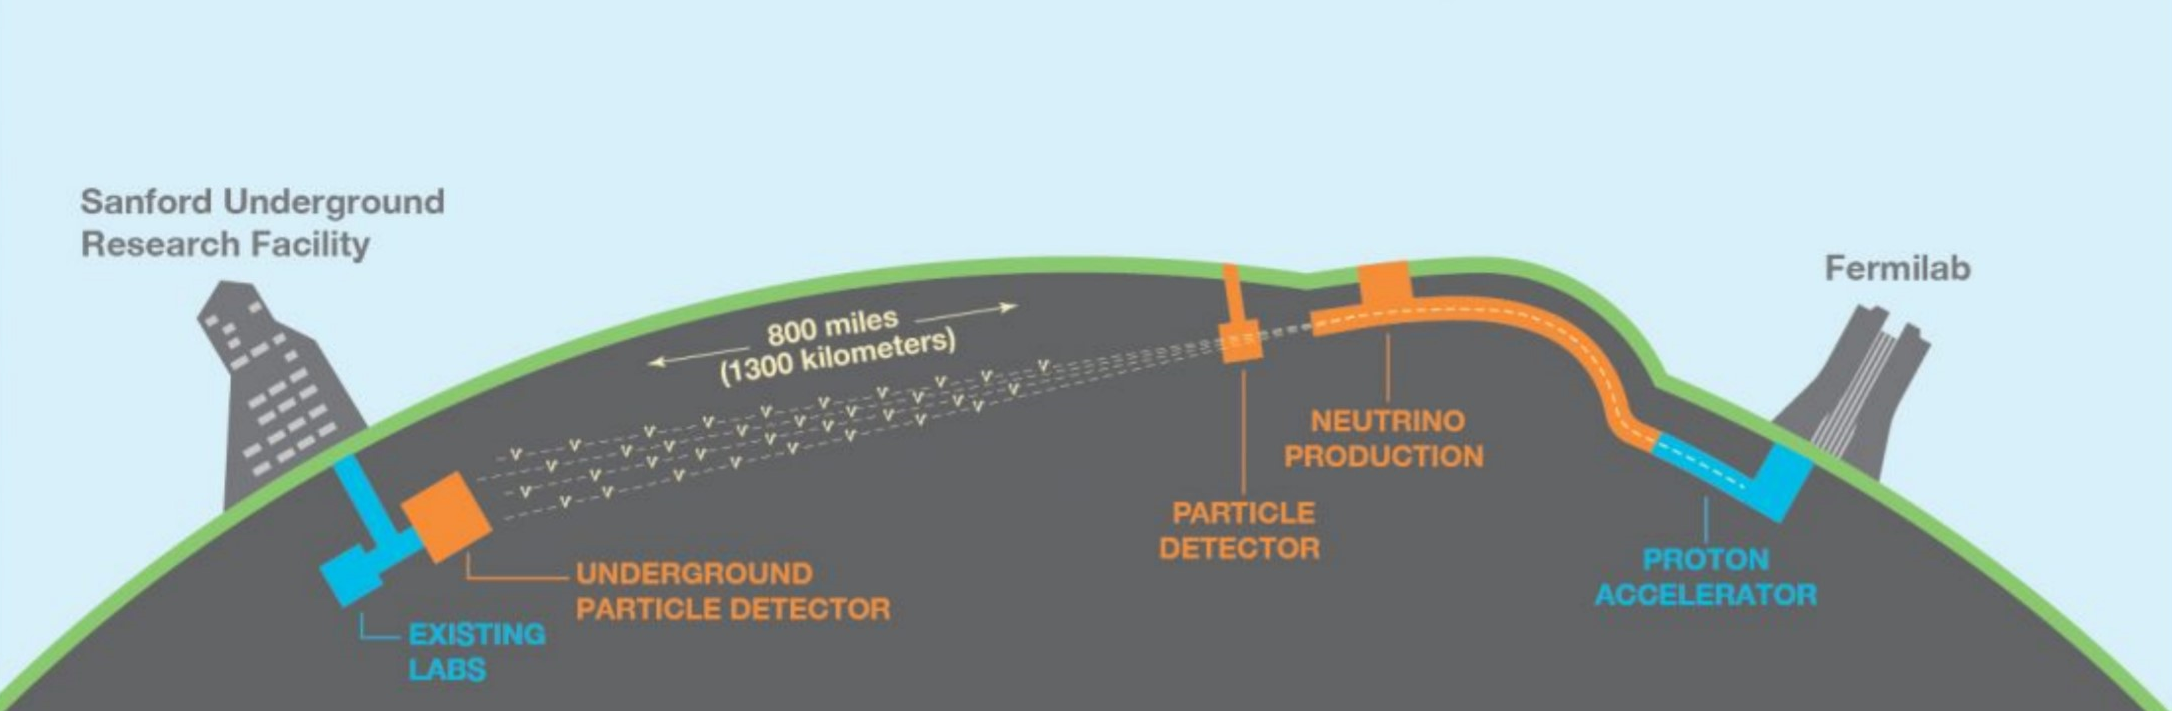 Sanford Underground
Research Facility
Fermilab
800 miles
(1300 kilometers)
NEUTRINO
PRODUCTION
PARTICLE
DETECTOR
PROTON
ACCELERATOR
UNDERGROUND
PARTICLE DETECTOR
EXISTING
LABS